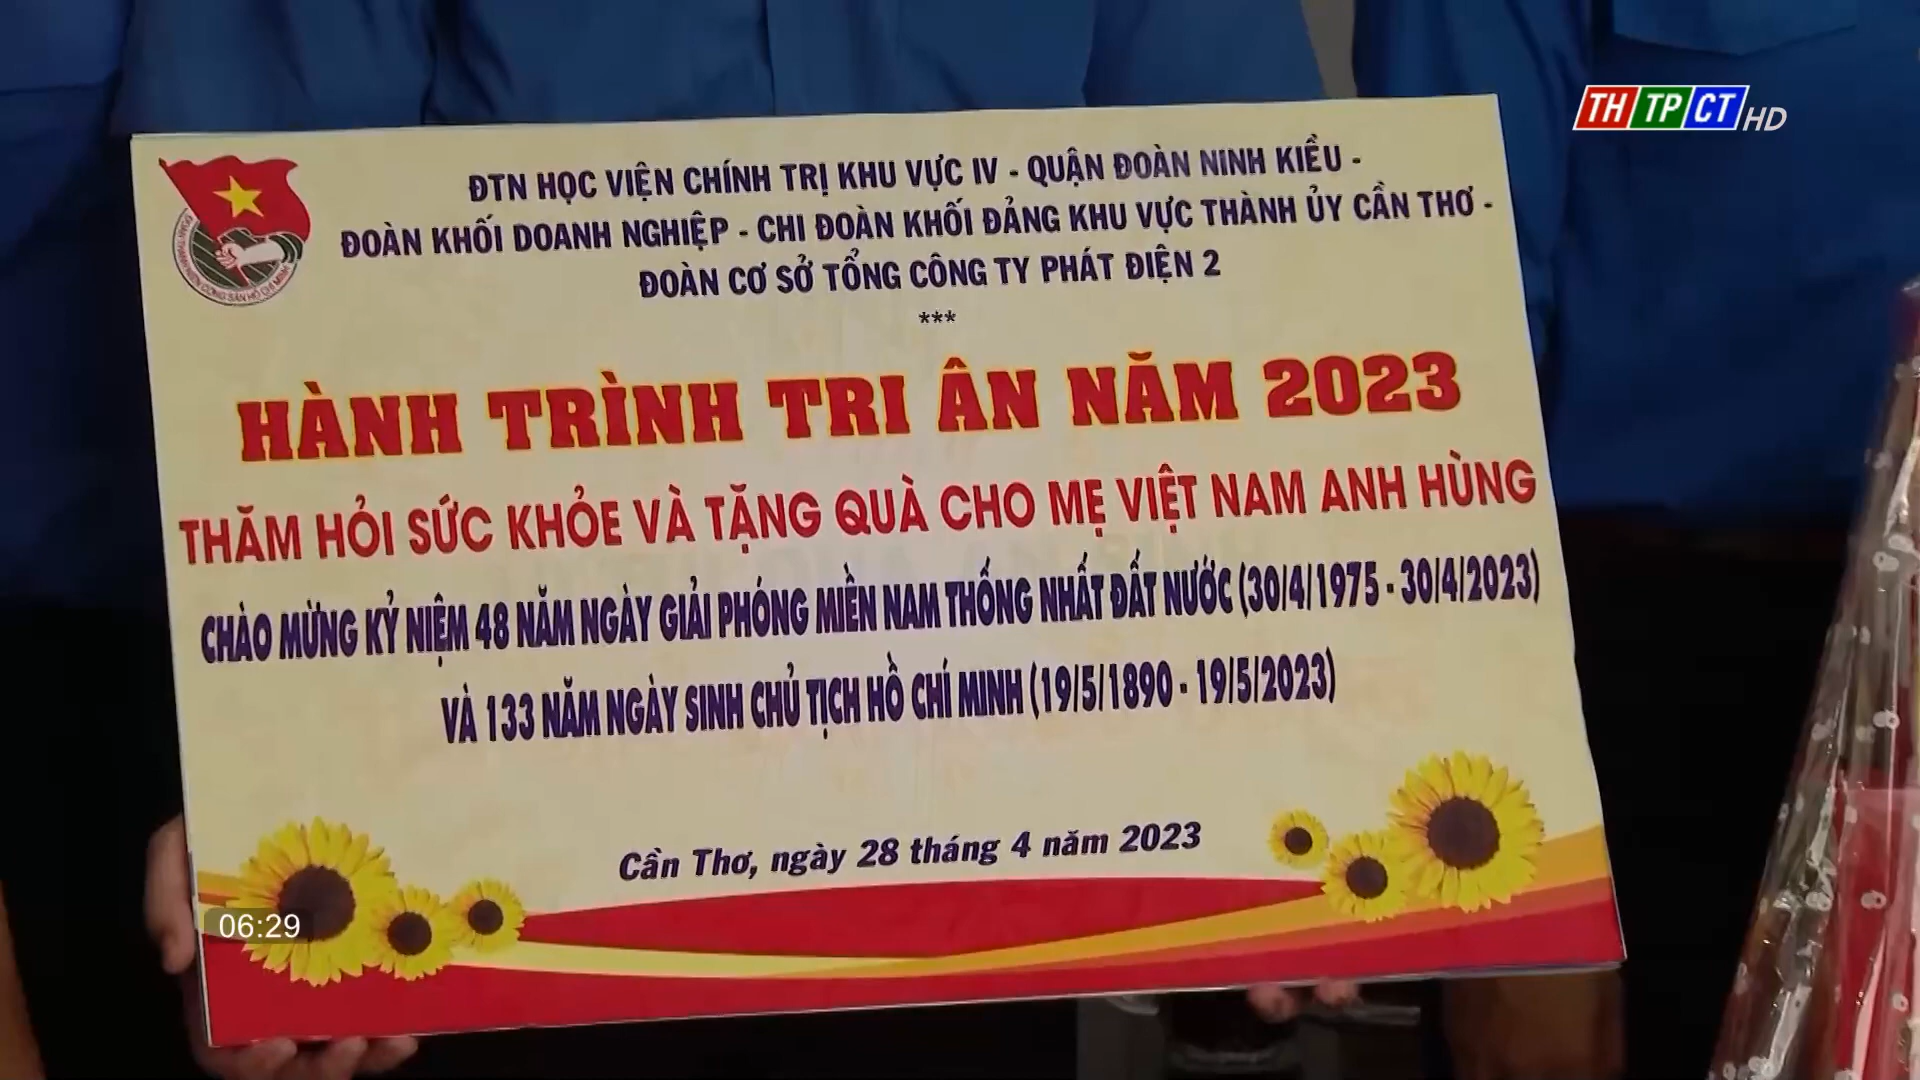 TH TP CT HD
ĐTN HỌC VIỆN CHÍNH TRỊ KHU VỰC IV - QUẬN ĐOÀN NINH KIỀU -
ĐOÀN KHỐI DOANH NGHIỆP - CHI ĐOÀN KHỐI ĐẢNG KHU VỰC THÀNH ỦY CẦN THƠ -
ĐOÀN CƠ SỞ TỔNG CÔNG TY PHÁT ĐIỆN 2
***
HÀNH TRÌNH TRI ÂN NĂM 2023
THĂM HỎI SỨC KHỎE VÀ TẶNG QUÀ CHO MẸ VIỆT NAM ANH HÙNG
CHÀO MỪNG KỶ NIỆM 48 NĂM NGÀY GIẢI PHÓNG MIỀN NAM THỐNG NHẤT ĐẤT NƯỚC (30/4/1975 - 30/4/2023)
VÀ 133 NĂM NGÀY SINH CHỦ TỊCH HỒ CHÍ MINH (19/5/1890 - 19/5/2023)
Cần Thơ, ngày 28 tháng 4 năm 2023
06:29